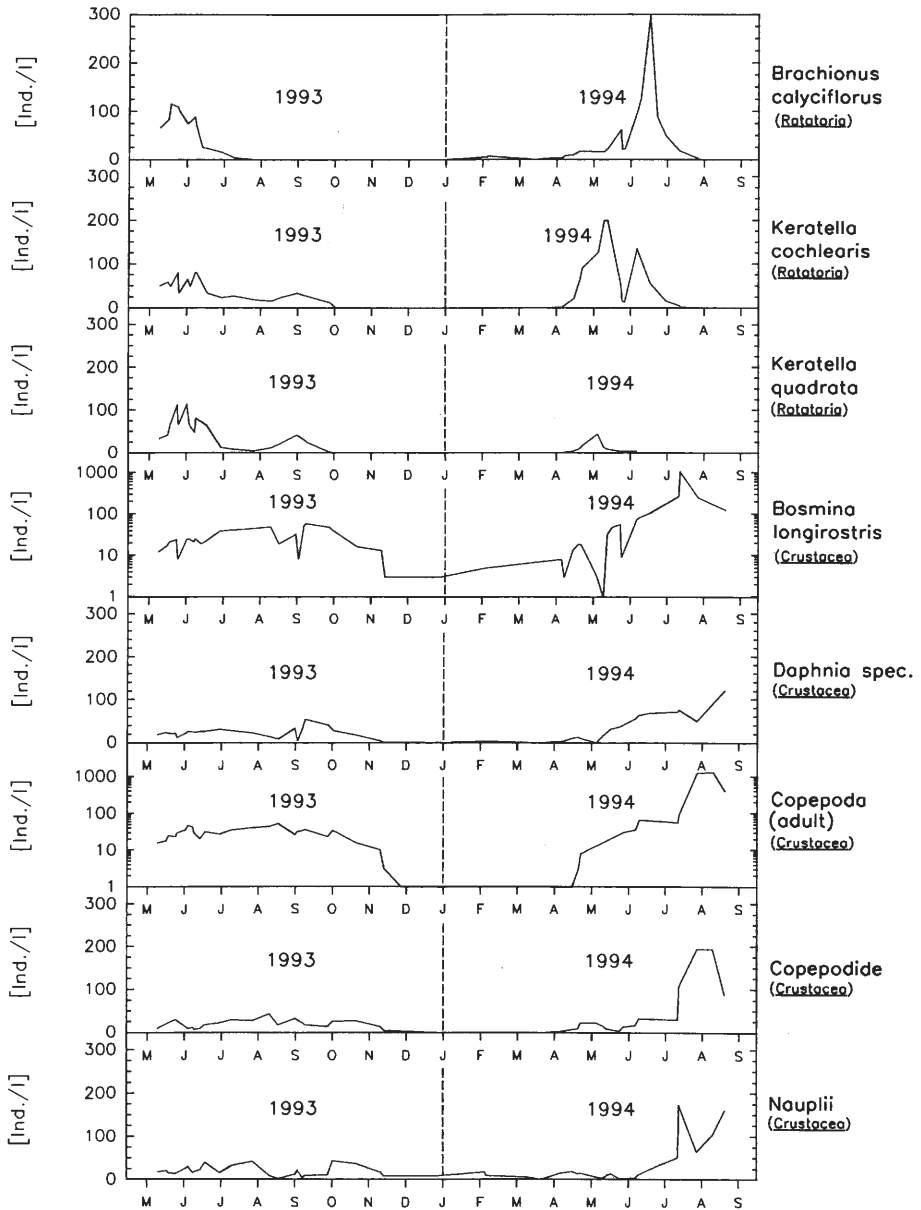 300
200
100
0
[Ind./l]
1993
1994
Brachionus
calyciflorus
(Rotatoria)
M J J A S O N D J F M A M J J A S
300
200
100
0
[Ind./l]
1993
1994
Keratella
cochlearis
(Rotatoria)
M J J A S O N D J F M A M J J A S
300
200
100
0
[Ind./l]
1993
1994
Keratella
quadrata
(Rotatoria)
M J J A S O N D J F M A M J J A S
1000
100
10
1
[Ind./l]
1993
1994
Bosmina
longirostris
(Crustacea)
M J J A S O N D J F M A M J J A S
300
200
100
0
[Ind./l]
1993
1994
Daphnia spec.
(Crustacea)
M J J A S O N D J F M A M J J A S
1000
100
10
1
[Ind./l]
1993
1994
Copepoda
(adult)
(Crustacea)
M J J A S O N D J F M A M J J A S
300
200
100
0
[Ind./l]
1993
1994
Copepodide
(Crustacea)
M J J A S O N D J F M A M J J A S
300
200
100
0
[Ind./l]
1993
1994
Nauplii
(Crustacea)
M J J A S O N D J F M A M J J A S